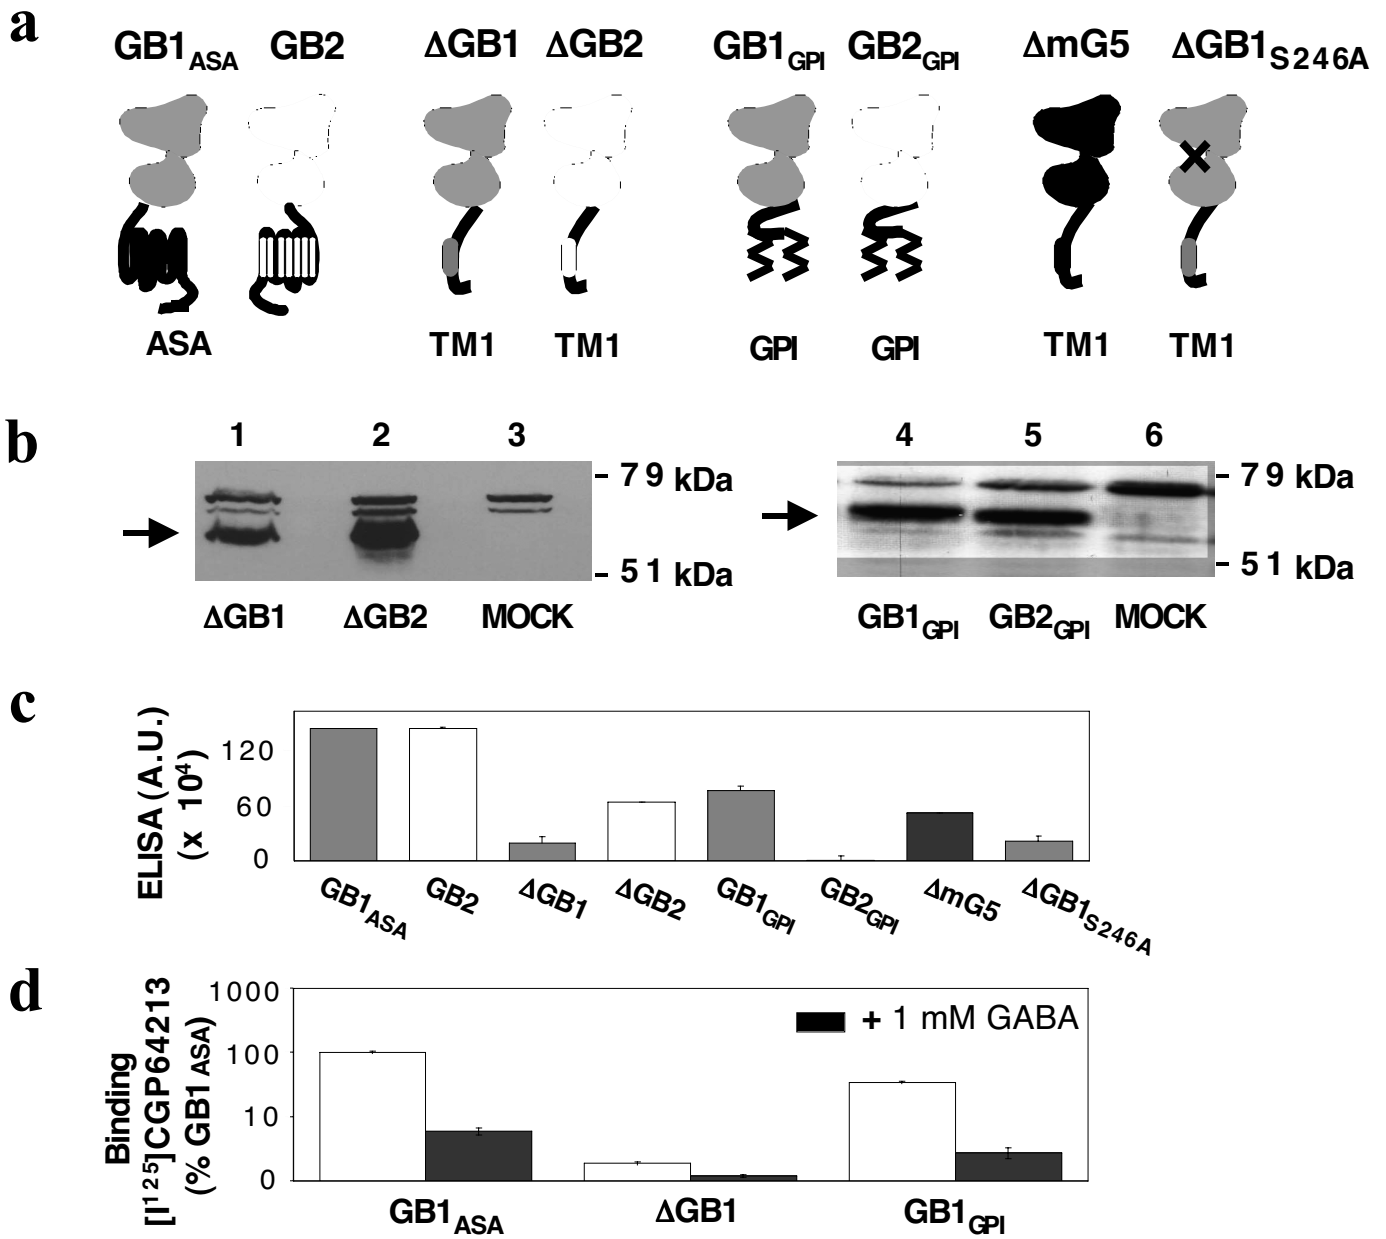 a
GB1ASA GB2 ΔGB1 ΔGB2 GB1GPI GB2GPI ΔmG5 ΔGB1S246A
ASA TM1 TM1 GPI GPI TM1 TM1
b
1 2 3 4 5 6
79 kDa 79 kDa
51 kDa 51 kDa
ΔGB1 ΔGB2 MOCK GB1GPI GB2GPI MOCK
c
ELISA (A.U.)
(x 10⁴)
120
60
0
GB1ASA GB2 ΔGB1 ΔGB2 GB1GPI GB2GPI ΔmG5 ΔGB1S246A
d
Binding
[I¹²⁵]CGP64213
(% GB1ASA)
1000
100
10
0
+ 1 mM GABA
GB1ASA ΔGB1 GB1GPI